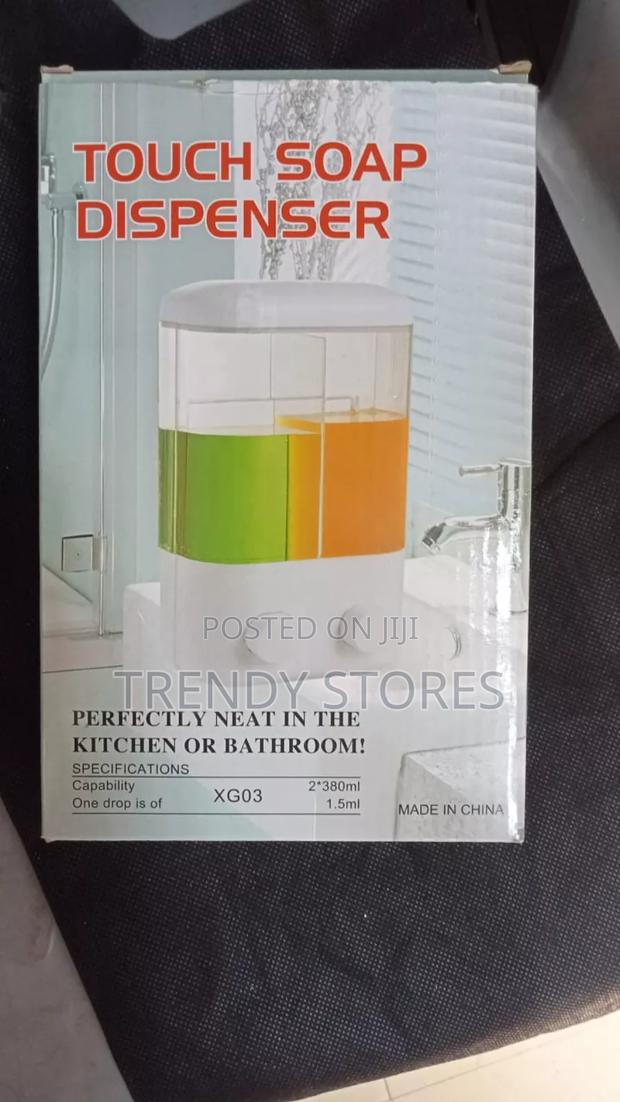 TOUCH SOAP
DISPENSER
POSTED ON JIJI
TRENDY STORES
PERFECTLY NEAT IN THE
KITCHEN OR BATHROOM!
SPECIFICATIONS
Capability XG03 2*380ml
One drop is of 1.5ml
MADE IN CHINA